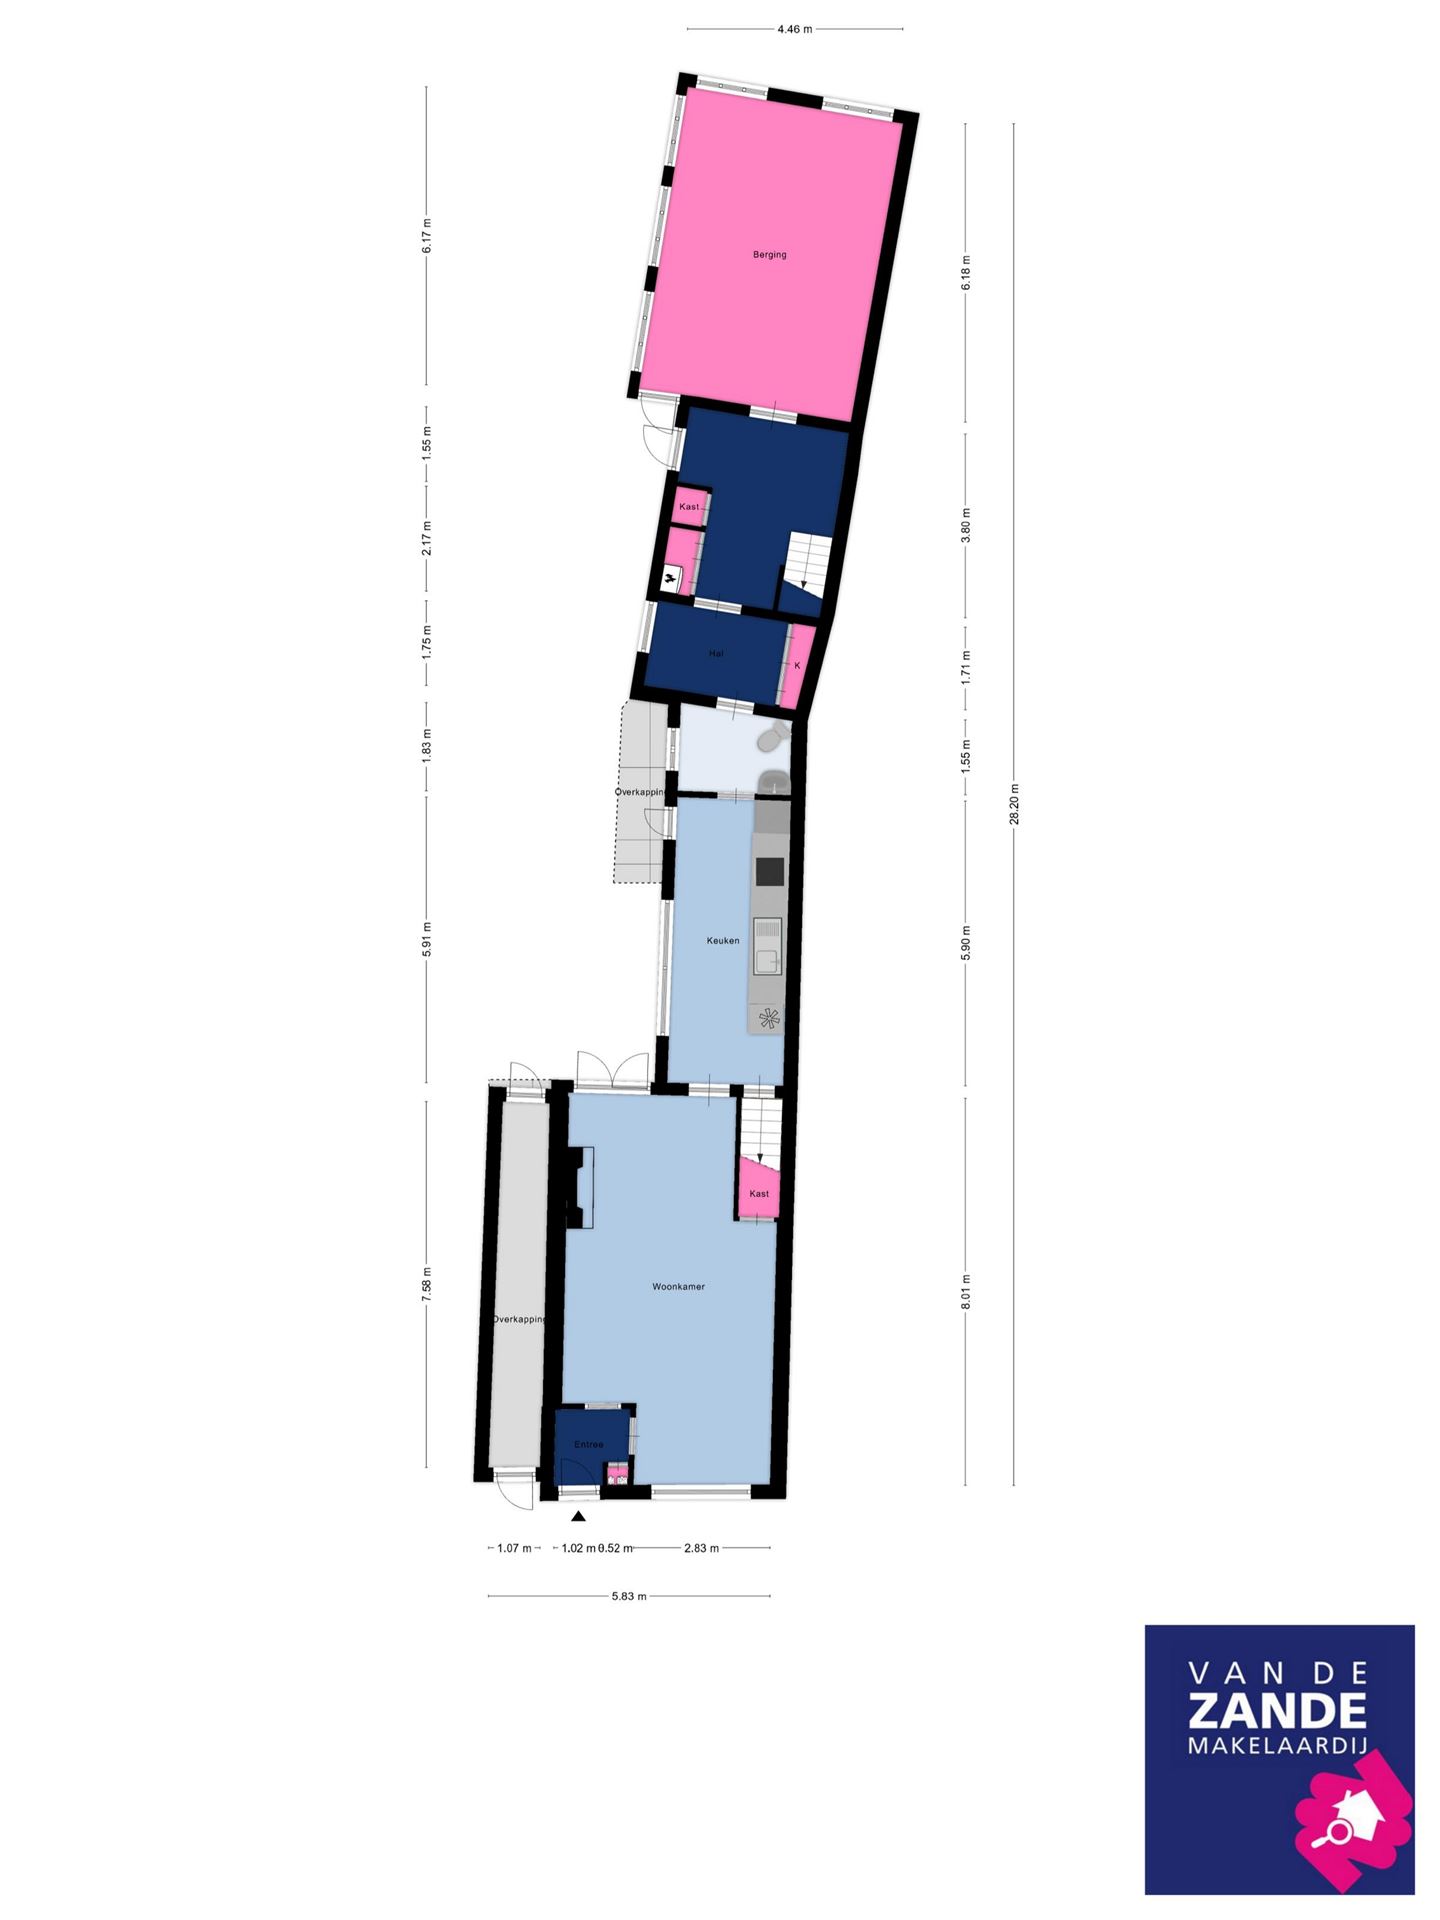 4.46 m
6.17 m
Berging
6.18 m
1.55 m
2.17 m
Kast
3.80 m
1.75 m
Hal
K
1.71 m
1.83 m
1.55 m
Overkapping
28.20 m
5.91 m
Keuken
5.90 m
Kast
7.58 m
Woonkamer
8.01 m
Overkapping
Entree
1.07 m
1.02 m
0.52 m
2.83 m
5.83 m
VAN DE
ZANDE
MAKELAARDIJ